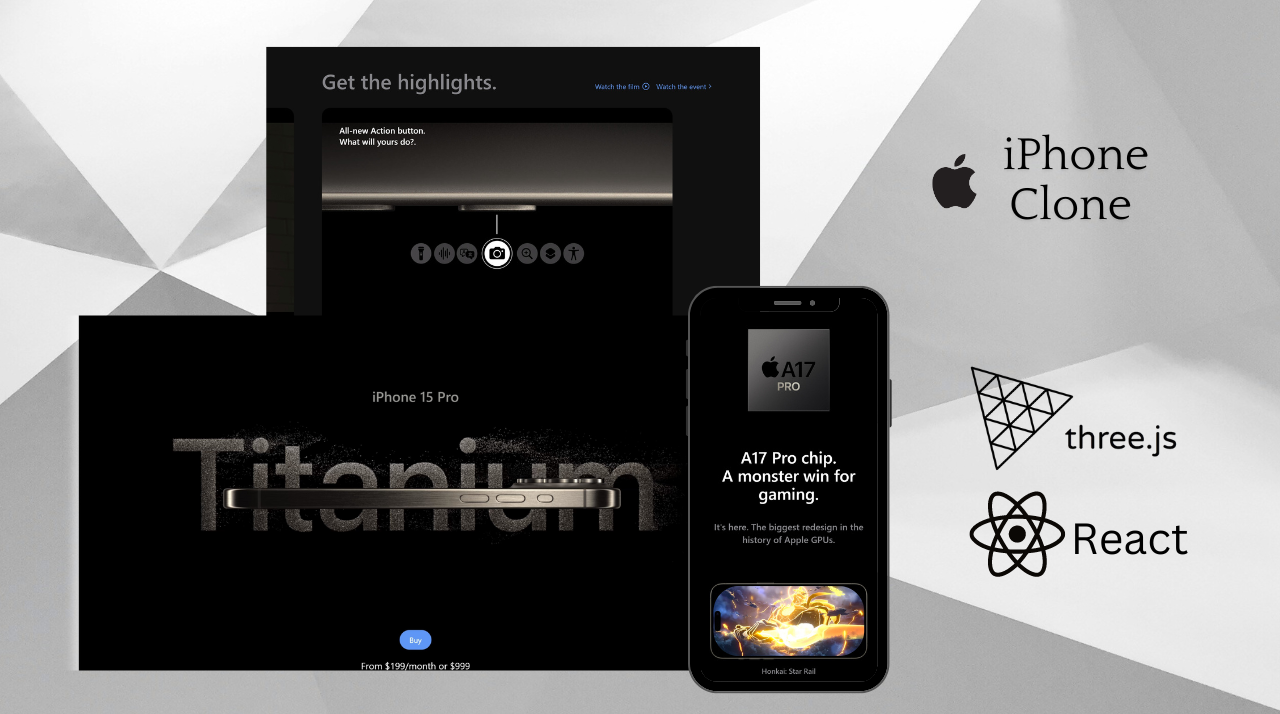 Get the highlights.
Watch the film Watch the event
All-new Action button.
What will yours do?.
iPhone 15 Pro
Titanium
Buy
From $199/month or $999
A17
PRO
A17 Pro chip.
A monster win for
gaming.
It's here. The biggest redesign in the
history of Apple GPUs.
Honkai: Star Rail
iPhone
Clone
three.js
React